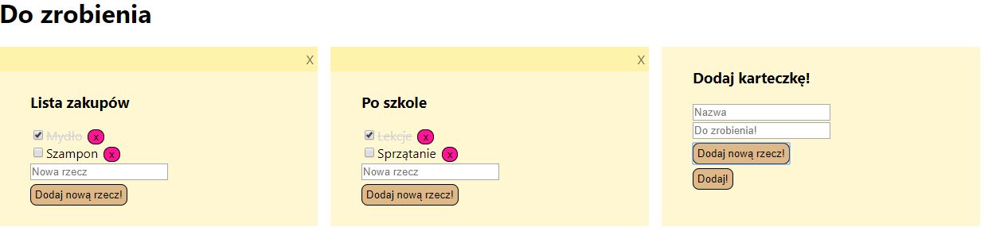 Do zrobienia
X
Lista zakupów
Mydło x
Szampon x
Nowa rzecz
Dodaj nową rzecz!
X
Po szkole
Lekcje x
Sprzątanie x
Nowa rzecz
Dodaj nową rzecz!
Dodaj karteczkę!
Nazwa
Do zrobienia!
Dodaj nową rzecz!
Dodaj!